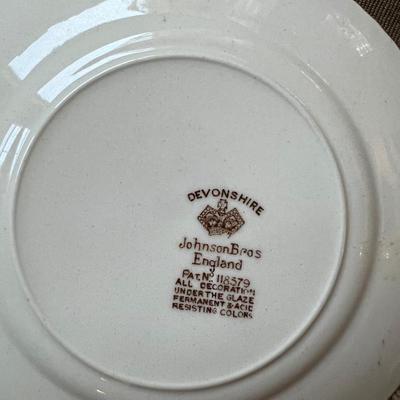 DEVONSHIRE
Johnson Bros
England
PAT. No. 118579
ALL DECORATION
UNDER THE GLAZE
PERMANENT & ACID
RESISTING COLORS